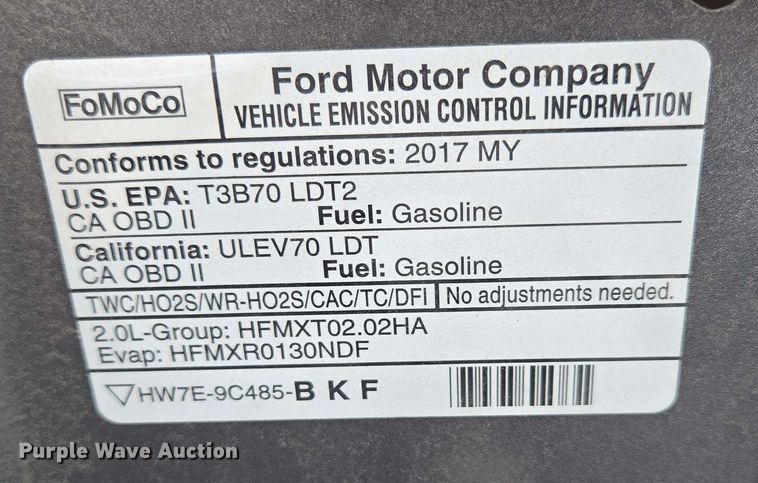 FoMoCo
Ford Motor Company
VEHICLE EMISSION CONTROL INFORMATION
Conforms to regulations: 2017 MY
U.S. EPA: T3B70 LDT2
CA OBD II Fuel: Gasoline
California: ULEV70 LDT
CA OBD II Fuel: Gasoline
TWC/HO2S/WR-HO2S/CAC/TC/DFI No adjustments needed.
2.0L-Group: HFMXT02.02HA
Evap: HFMXR0130NDF
HW7E-9C485-B K F
Purple Wave Auction